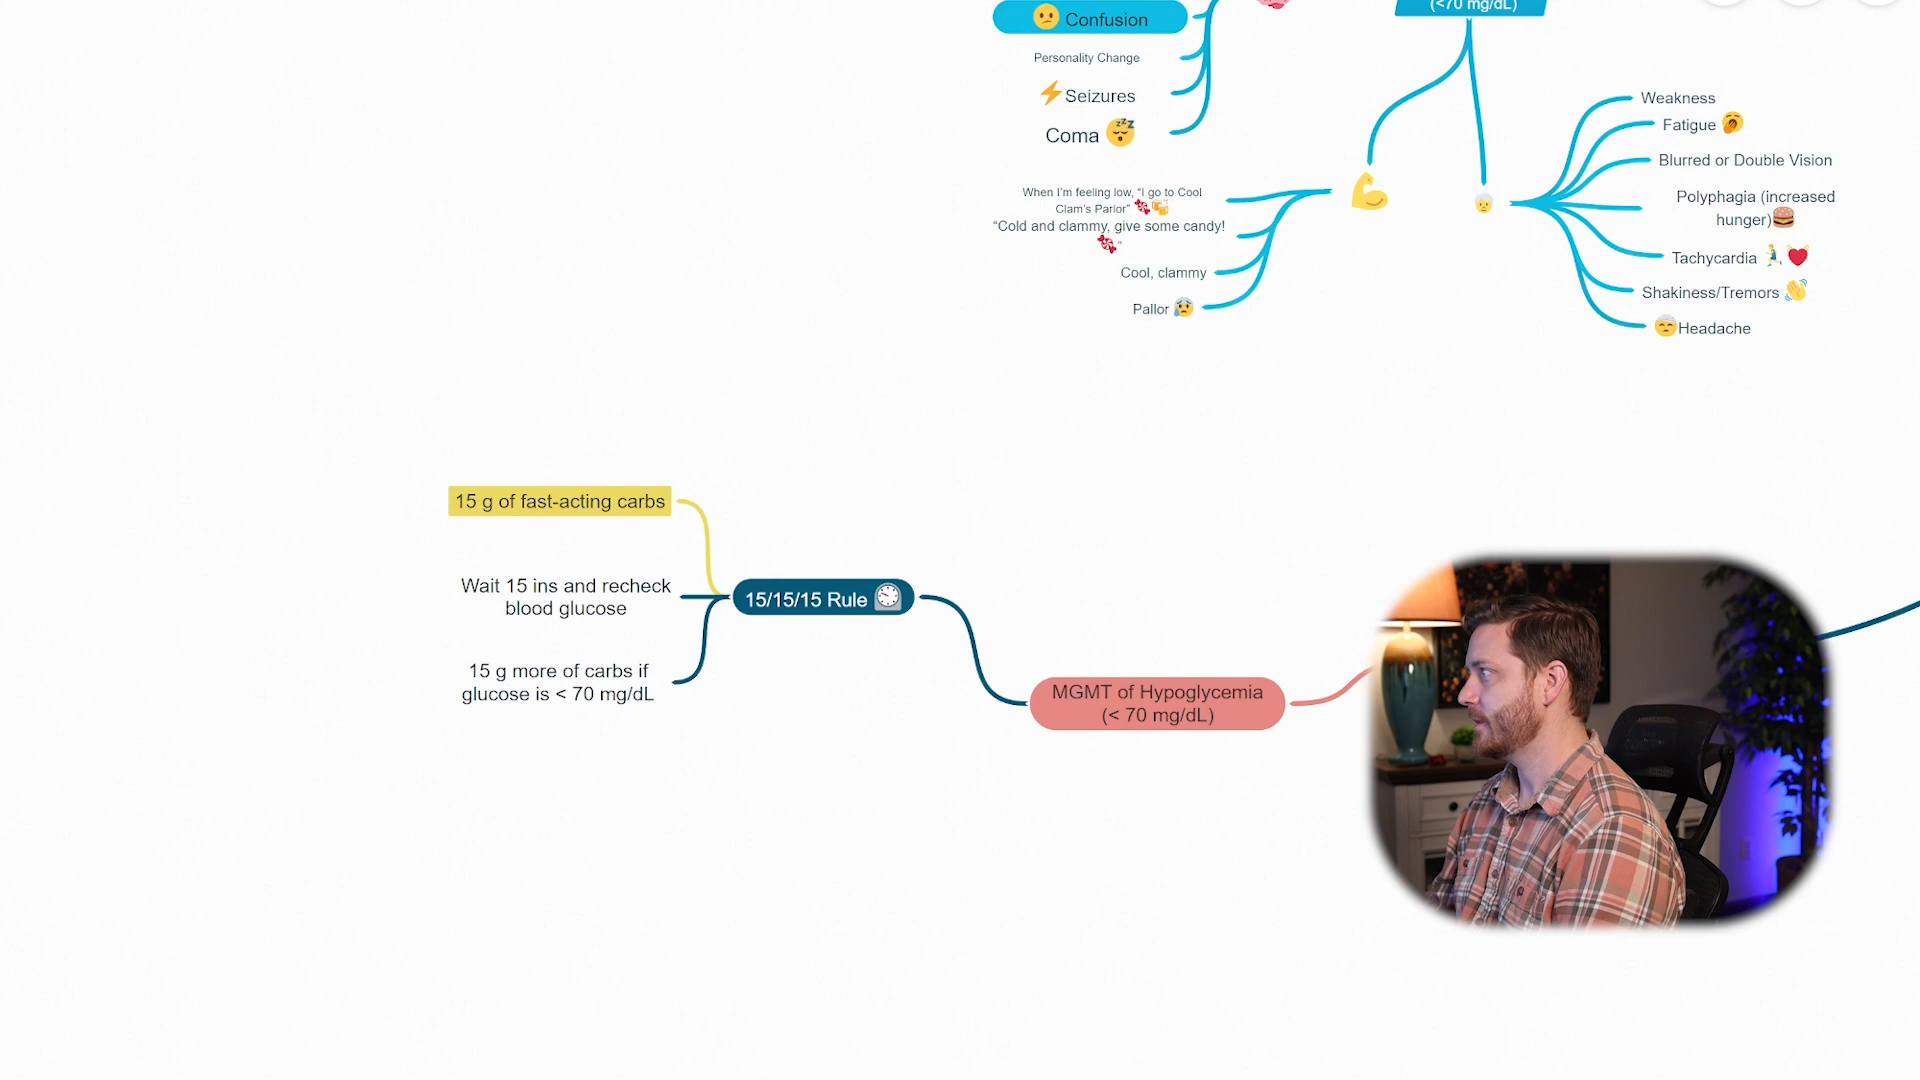 (<70 mg/dL)
Confusion
Personality Change
Seizures
Coma
When I'm feeling low, "I go to Cool
Clam's Parlor"
"Cold and clammy, give some candy!
"
Cool, clammy
Pallor
Weakness
Fatigue
Blurred or Double Vision
Polyphagia (increased
hunger)
Tachycardia
Shakiness/Tremors
Headache
15 g of fast-acting carbs
Wait 15 ins and recheck
blood glucose
15 g more of carbs if
glucose is < 70 mg/dL
15/15/15 Rule
MGMT of Hypoglycemia
(< 70 mg/dL)